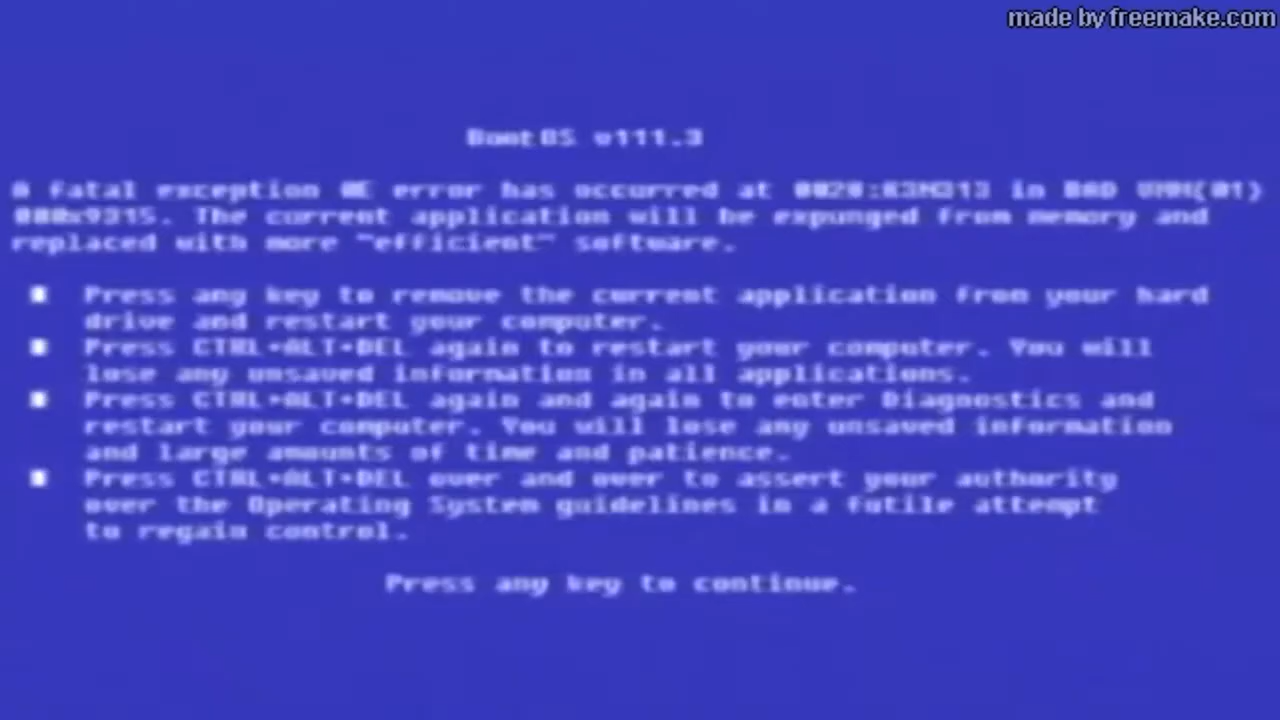 made by freemake.com
BootOS v111.3
A fatal exception 0E error has occurred at in BAD VMM(01)
The current application will be expunged from memory and
replaced with more "efficient" software.
Press any key to remove the current application from your hard
drive and restart your computer.
Press CTRL+ALT+DEL again to restart your computer. You will
lose any unsaved information in all applications.
Press CTRL+ALT+DEL again and again to enter Diagnostics and
restart your computer. You will lose any unsaved information
and large amounts of time and patience.
Press CTRL+ALT+DEL over and over to assert your authority
over the Operating System guidelines in a futile attempt
to regain control.
Press any key to continue.